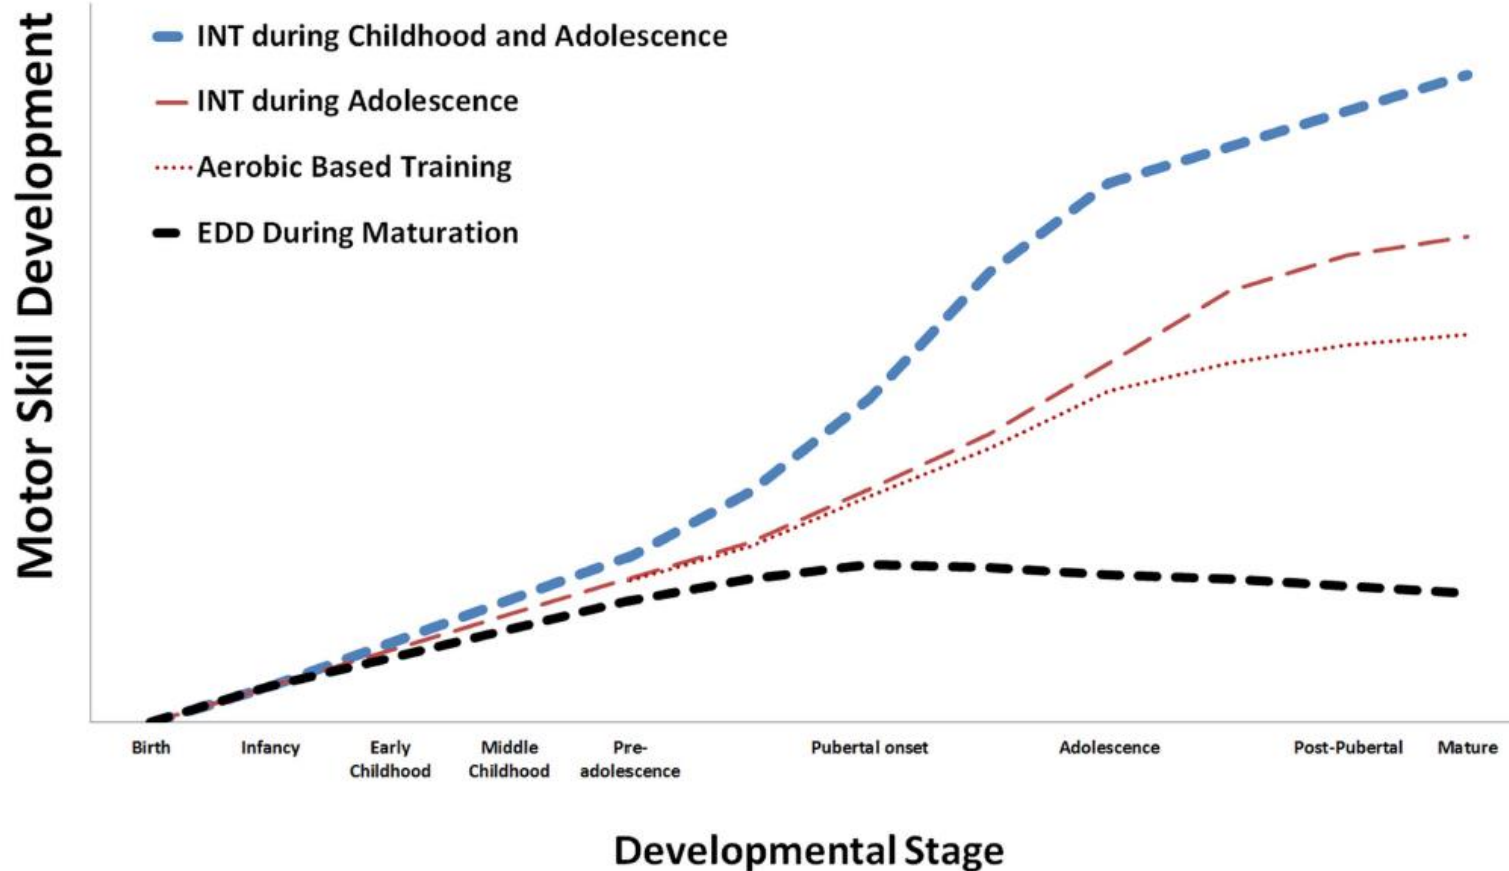 Motor Skill Development
INT during Childhood and Adolescence
INT during Adolescence
Aerobic Based Training
EDD During Maturation
Birth
Infancy
Early
Childhood
Middle
Childhood
Pre-
adolescence
Pubertal onset
Adolescence
Post-Pubertal
Mature
Developmental Stage